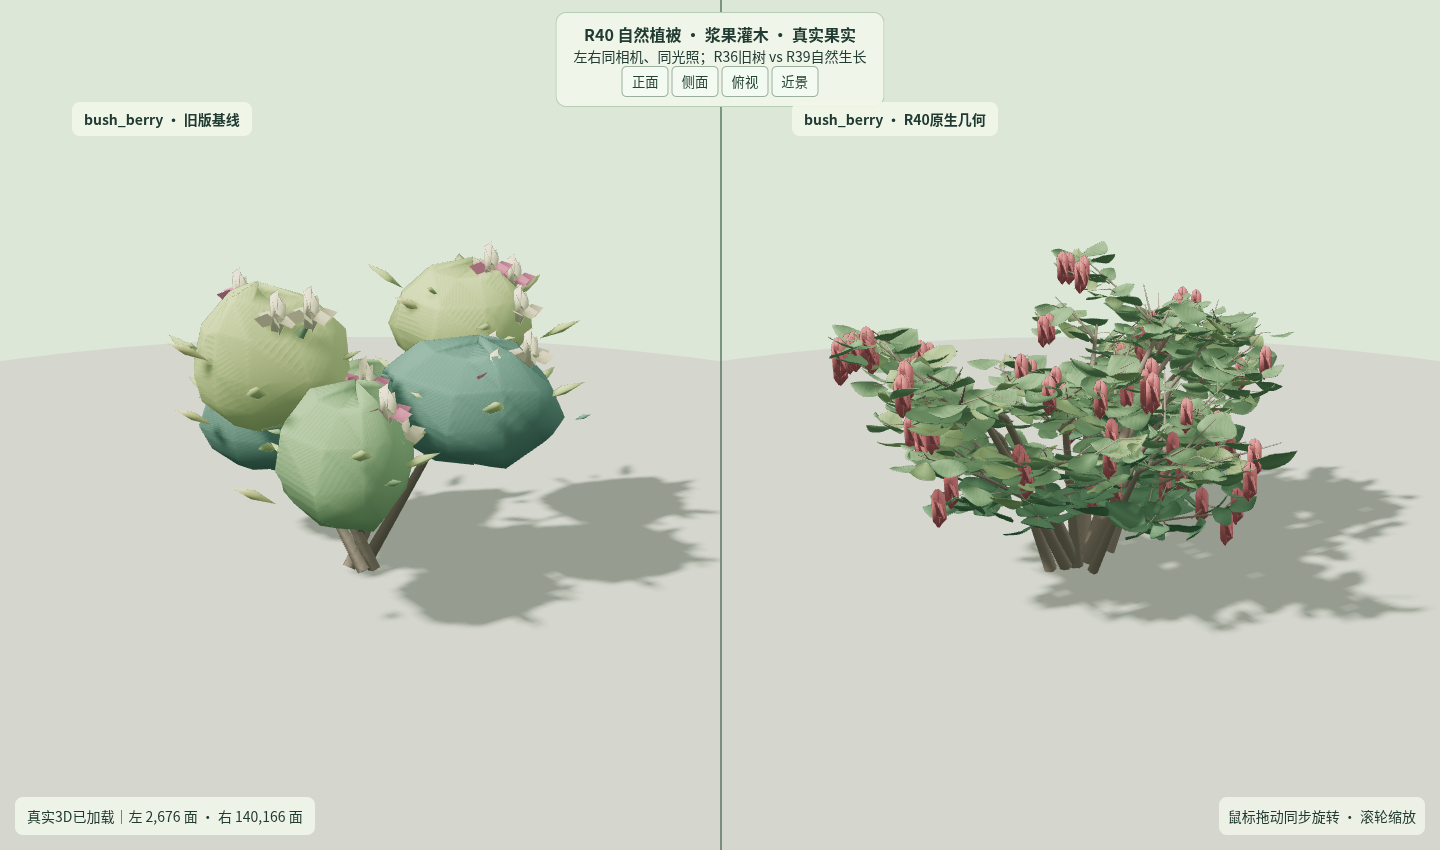 R40 自然植被 · 浆果灌木 · 真实果实
左右同相机、同光照；R36旧树 vs R39自然生长
正面 侧面 俯视 近景
bush_berry · 旧版基线
bush_berry · R40原生几何
真实3D已加载｜左 2,676 面 · 右 140,166 面
鼠标拖动同步旋转 · 滚轮缩放